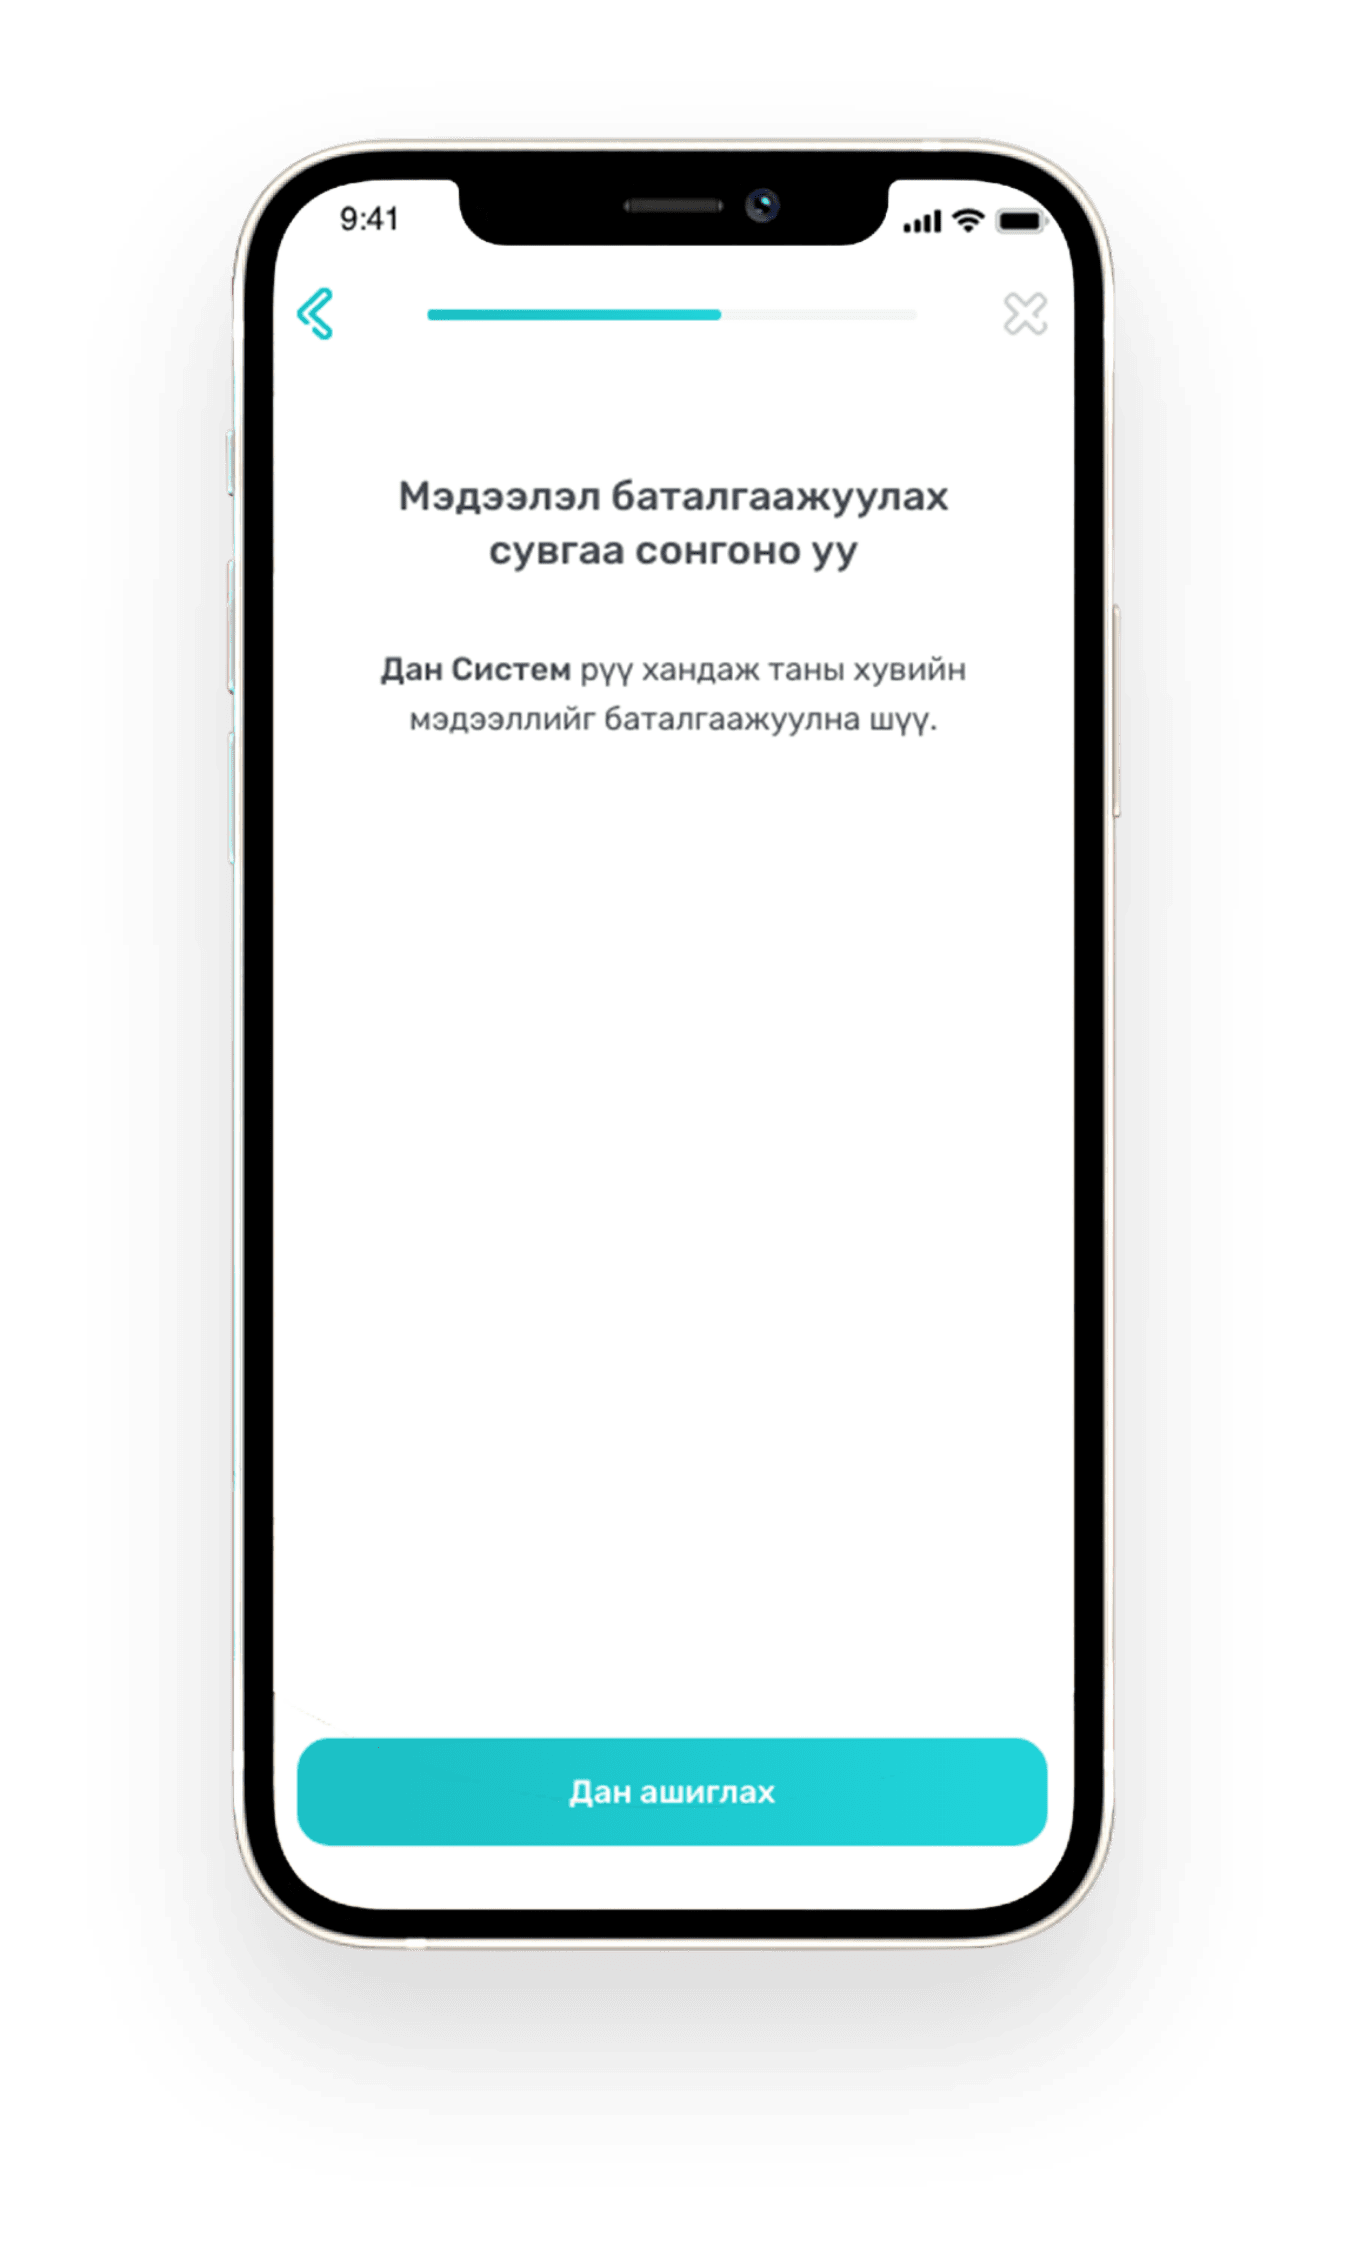 9:41
Мэдээлэл баталгаажуулах
сувгаа сонгоно уу
Дан Систем рүү хандаж таны хувийн
мэдээллийг баталгаажуулна шүү.
Дан ашиглах